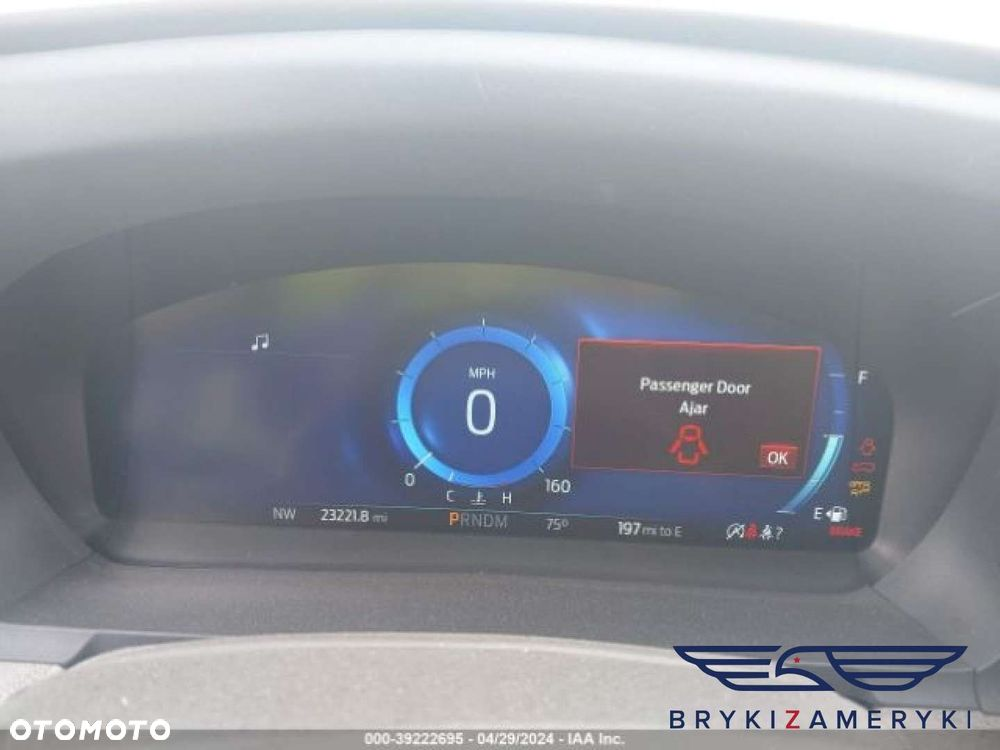 Passenger Door
Ajar
OK
MPH
0
0
160
C H
F
E
NW 23221.8 mi PRNDM 75° 197 mi to E
?
BRAKE
BRYKIZAMERYKI
OTOMOTO
000-39222695 - 04/29/2024 - IAA Inc.